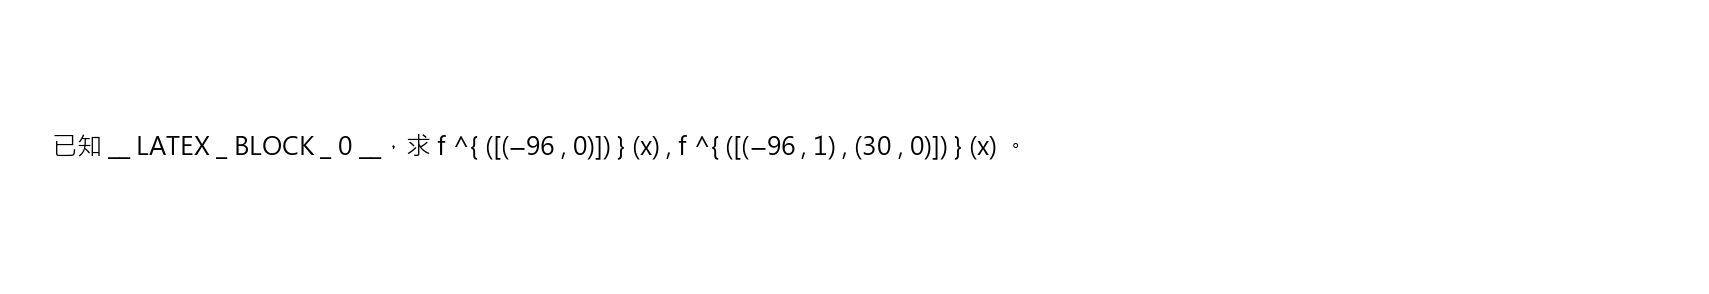 已知 __ LATEX _ BLOCK _ 0 __，求 f ^{ ([(−96 , 0)]) } (x) , f ^{ ([(−96 , 1) , (30 , 0)]) } (x) 。